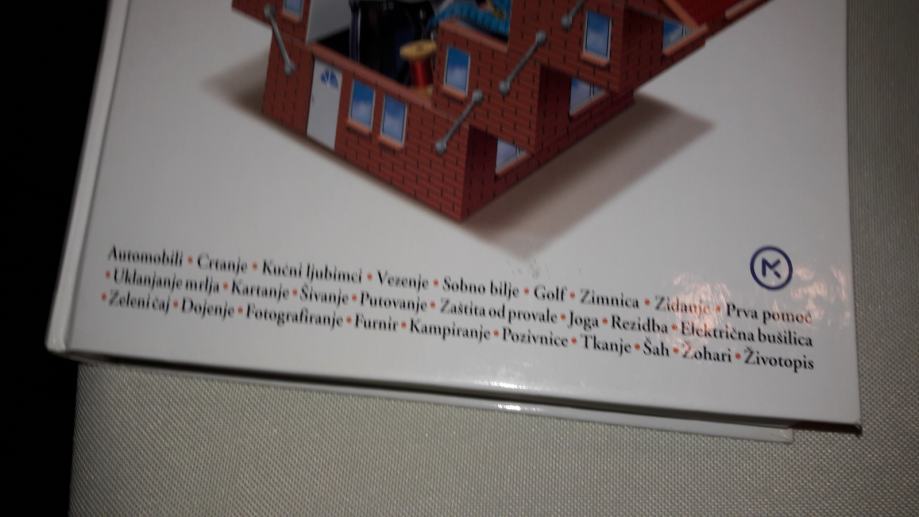 Automobili • Crtanje • Kućni ljubimci • Vezenje • Sobno bilje • Golf • Zimnica • Zidanje • Prva pomoć
• Uklanjanje mrlja • Kartanje • Šivanje • Putovanje • Zaštita od provale • Joga • Rezidba • Električna bušilica
• Zeleni čaj • Dojenje • Fotografiranje • Furnir • Kampiranje • Pozivnice • Tkanje • Šah • Žohari • Životopis